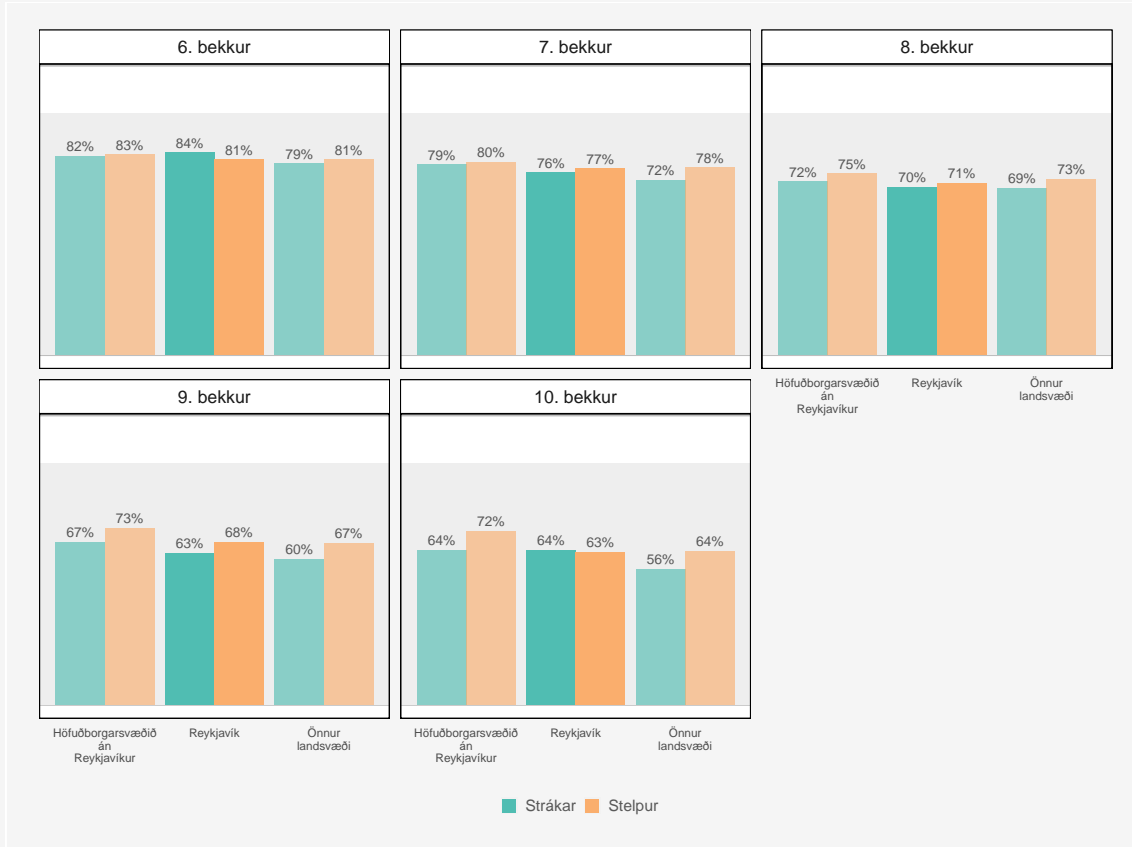 6. bekkur
7. bekkur
8. bekkur
82% 83% 84% 81% 79% 81%
79% 80% 76% 77% 72% 78%
72% 75% 70% 71% 69% 73%
Höfuðborgarsvæðið
án
Reykjavíkur
Reykjavík
Önnur
landsvæði
9. bekkur
10. bekkur
67% 73% 63% 68% 60% 67%
64% 72% 64% 63% 56% 64%
Höfuðborgarsvæðið
án
Reykjavíkur
Reykjavík
Önnur
landsvæði
Höfuðborgarsvæðið
án
Reykjavíkur
Reykjavík
Önnur
landsvæði
Strákar Stelpur